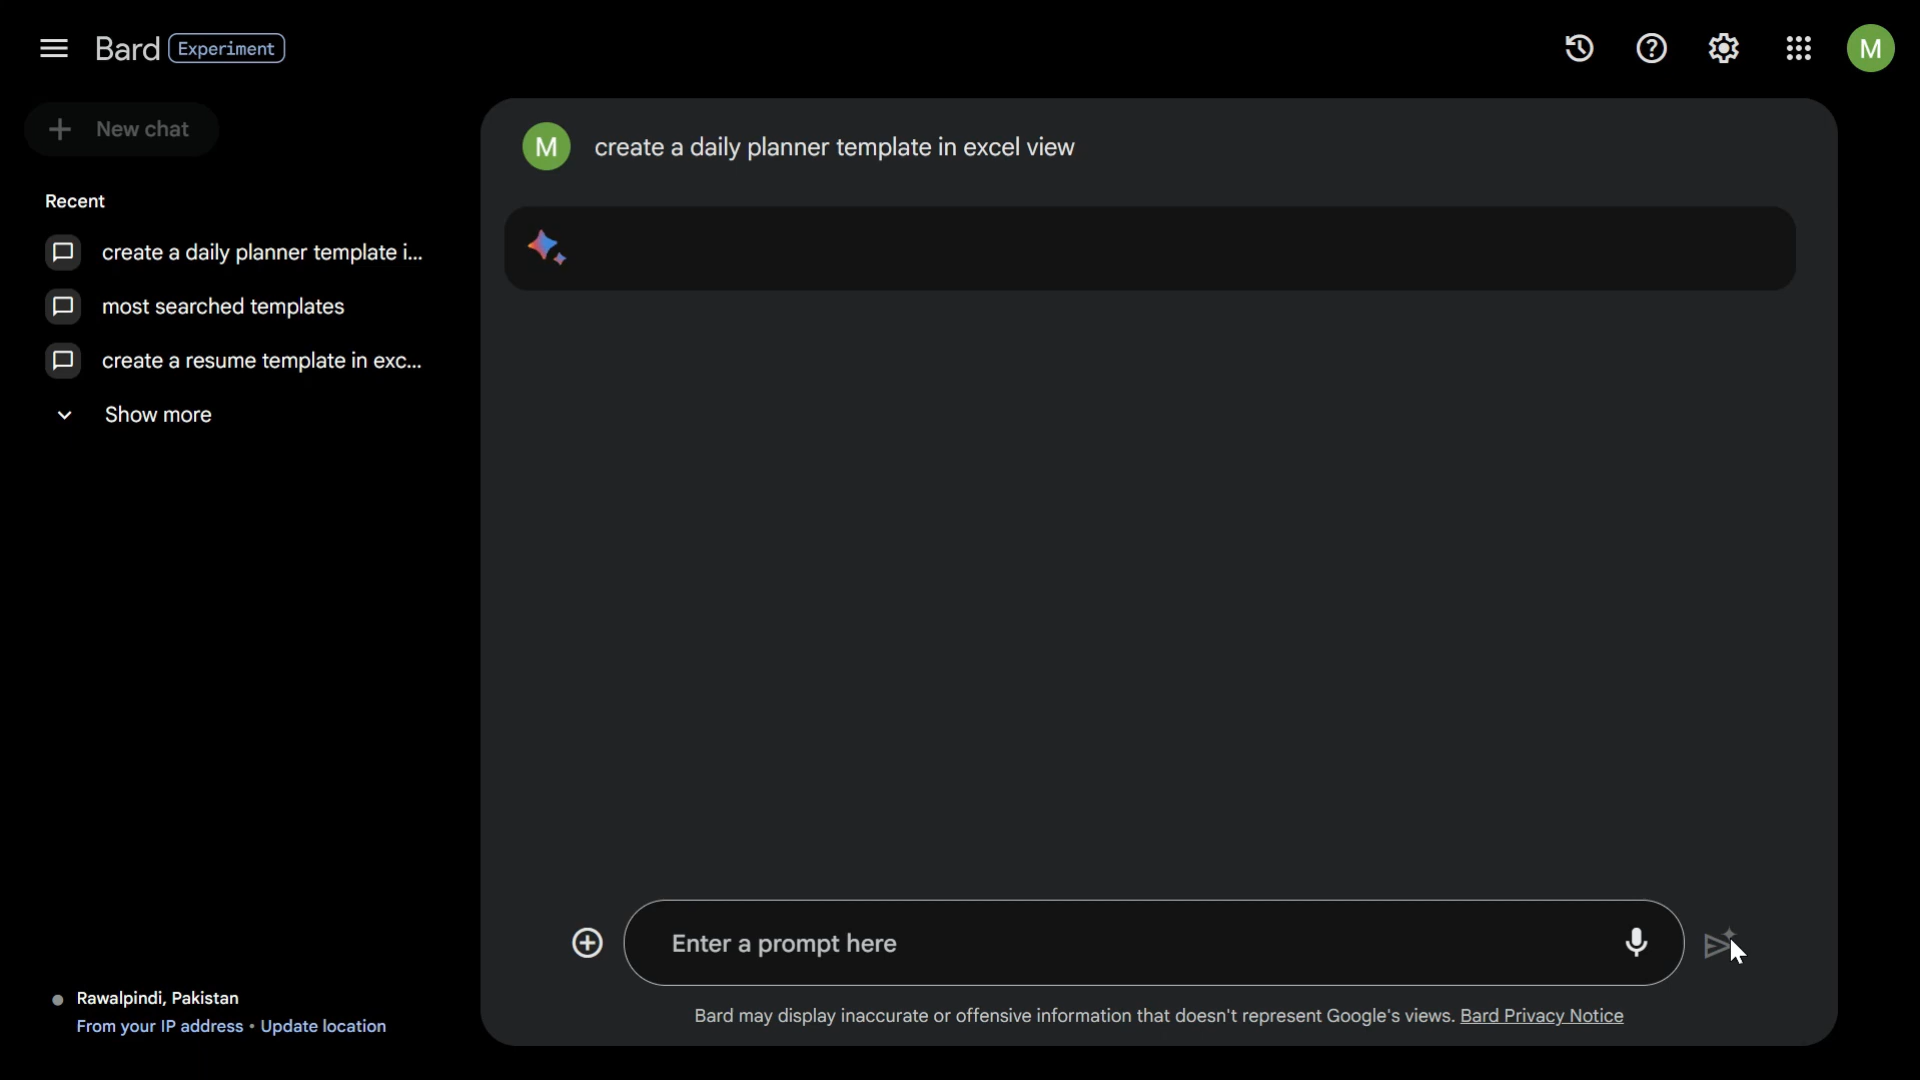 Bard Experiment
M
New chat
Recent
create a daily planner template i...
most searched templates
create a resume template in exc...
Show more
M create a daily planner template in excel view
Enter a prompt here
Rawalpindi, Pakistan
From your IP address • Update location
Bard may display inaccurate or offensive information that doesn't represent Google's views. Bard Privacy Notice